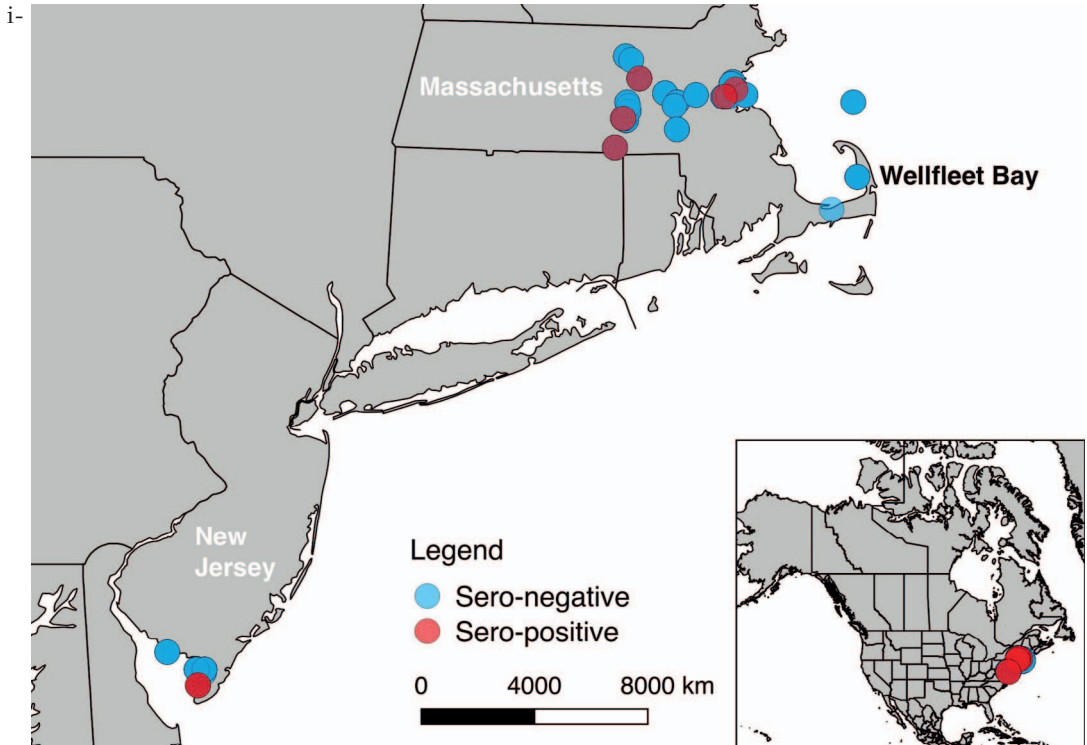 i-
Massachusetts
Wellfleet Bay
New
Jersey
Legend
Sero-negative
Sero-positive
0 4000 8000 km